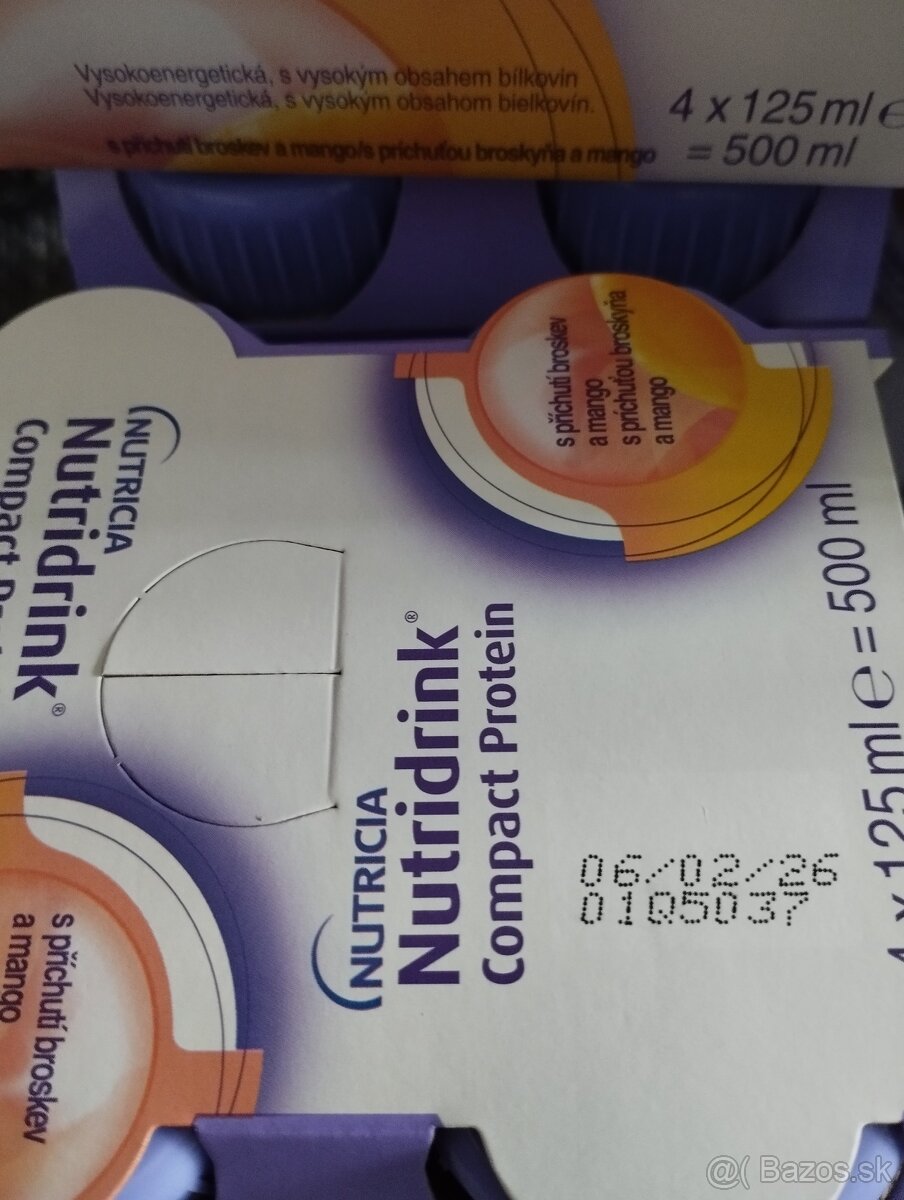 Vysokoenergetická, s vysokým obsahem bílkovin
Vysokoenergetická, s vysokým obsahom bielkovín.
s příchutí broskev a mango/s príchuťou broskyňa a mango
4 x 125 ml e
= 500 ml
s příchutí broskev
a mango
s príchuťou broskyňa
a mango
NUTRICIA
Nutridrink®
Compact
NUTRICIA
Nutridrink®
Compact Protein
4 x 125 ml e = 500 ml
06/02/26
01Q5037
s příchutí broskev
a mango
@( Bazos.sk